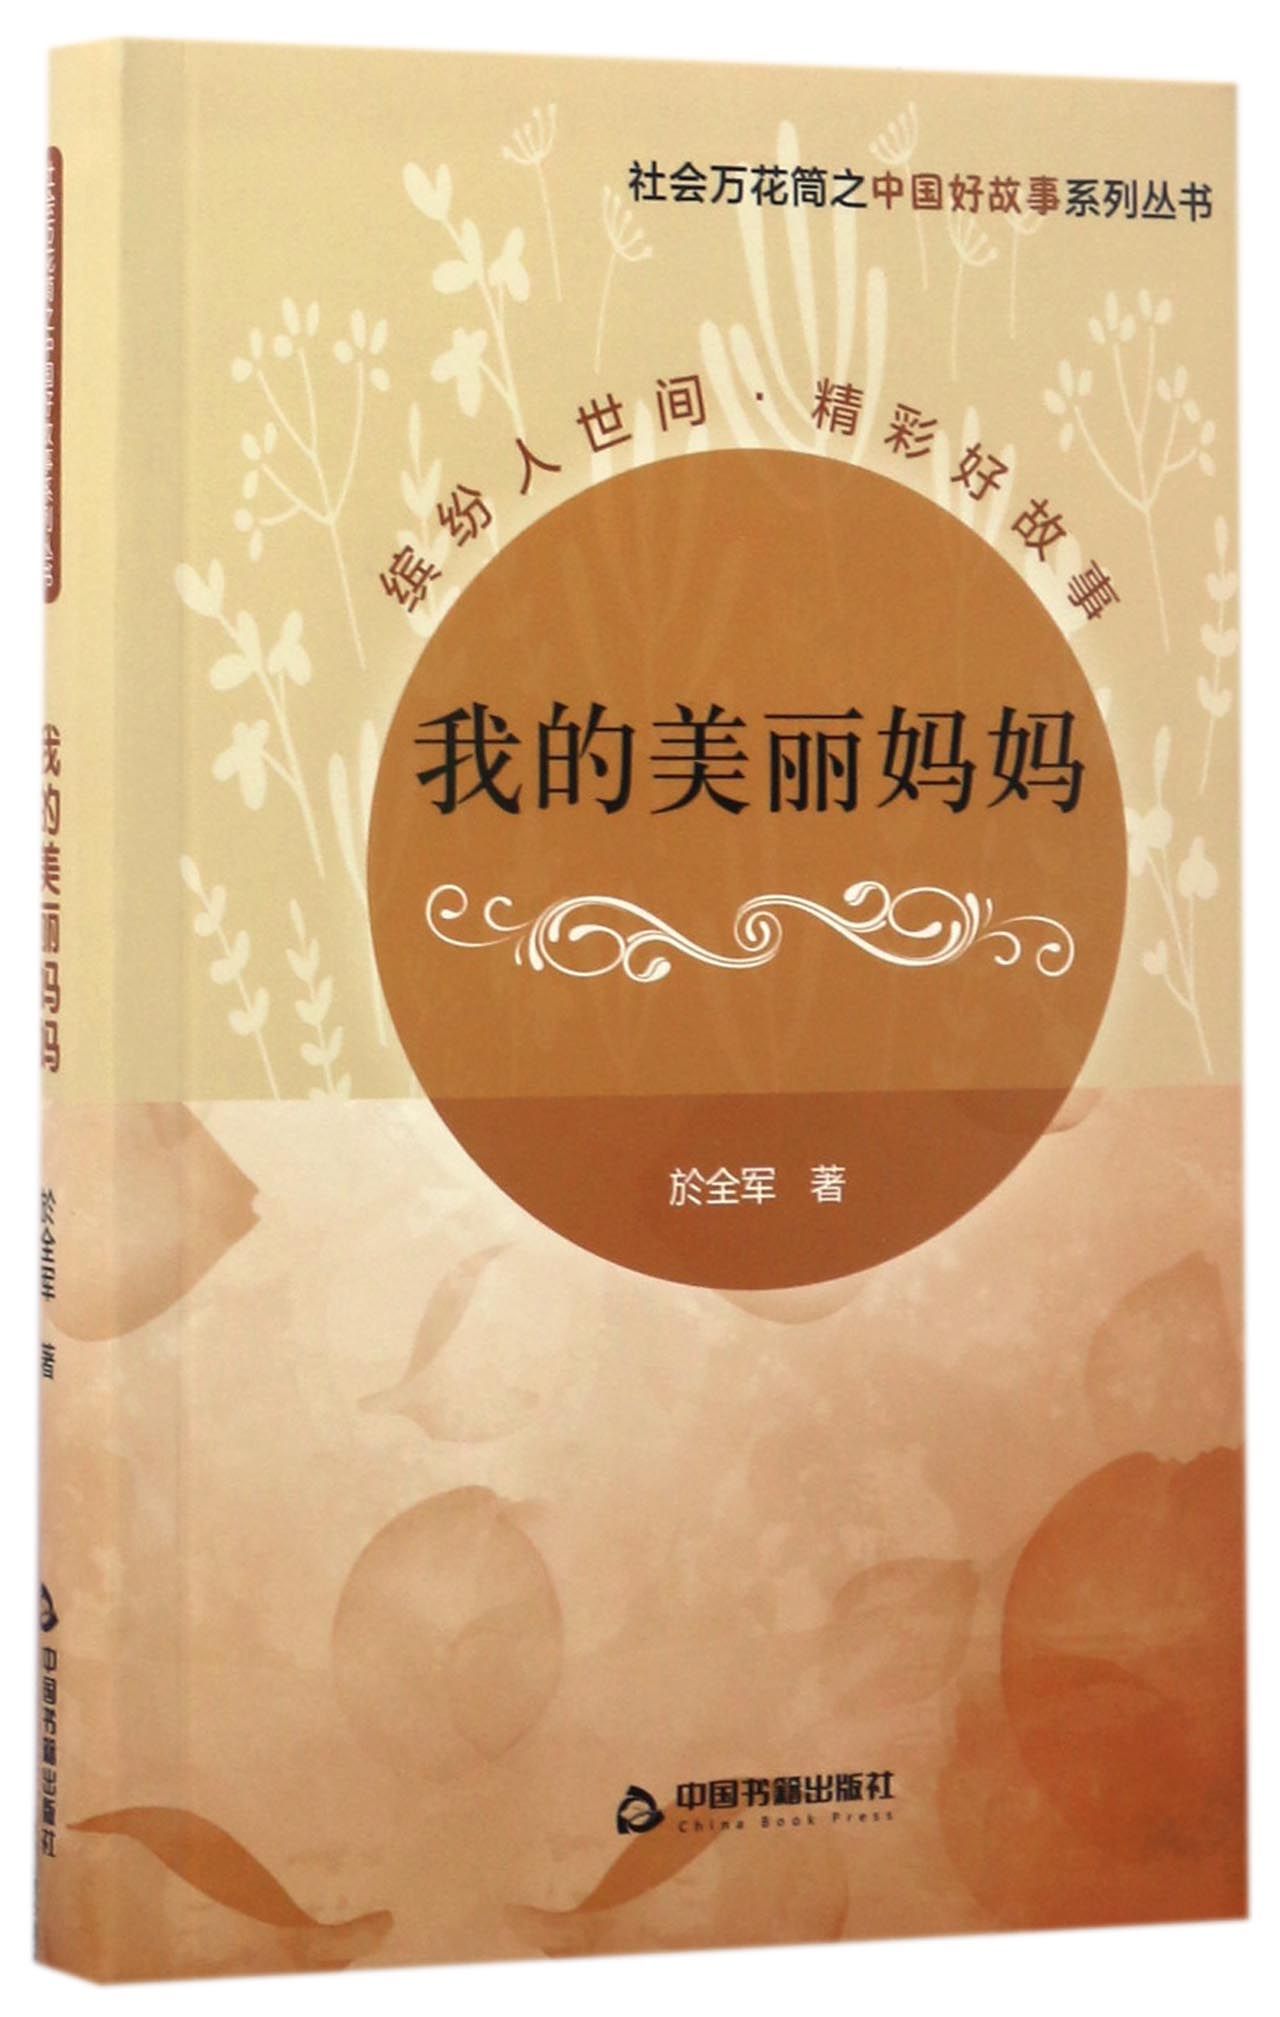 社会万花筒之中国好故事系列丛书
缤纷人世间·精彩好故事
我的美丽妈妈
於全军 著
中国书籍出版社
China Book Press
我的美丽妈妈
於全军 著
中国书籍出版社